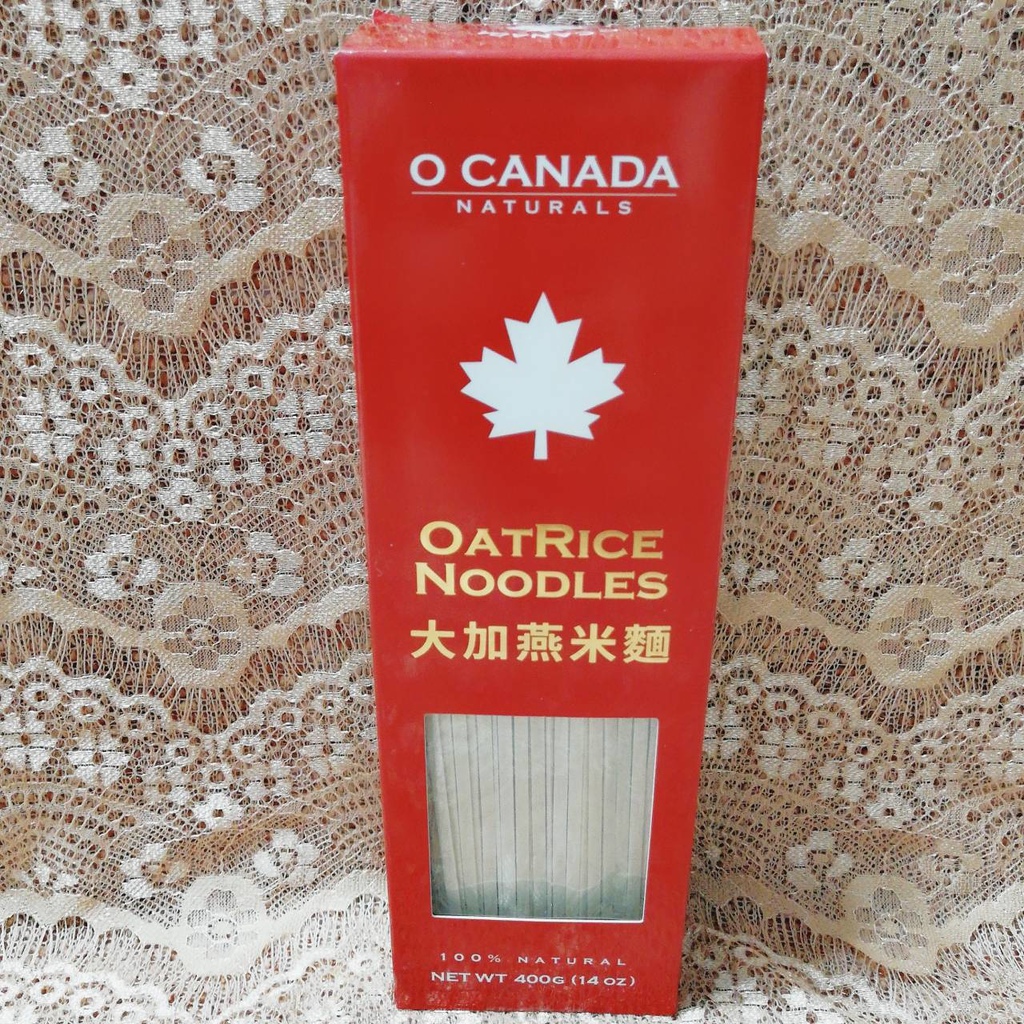 O CANADA
NATURALS
OATRICE
NOODLES
大加燕米麵
100% NATURAL
NET WT 400G (14 OZ)